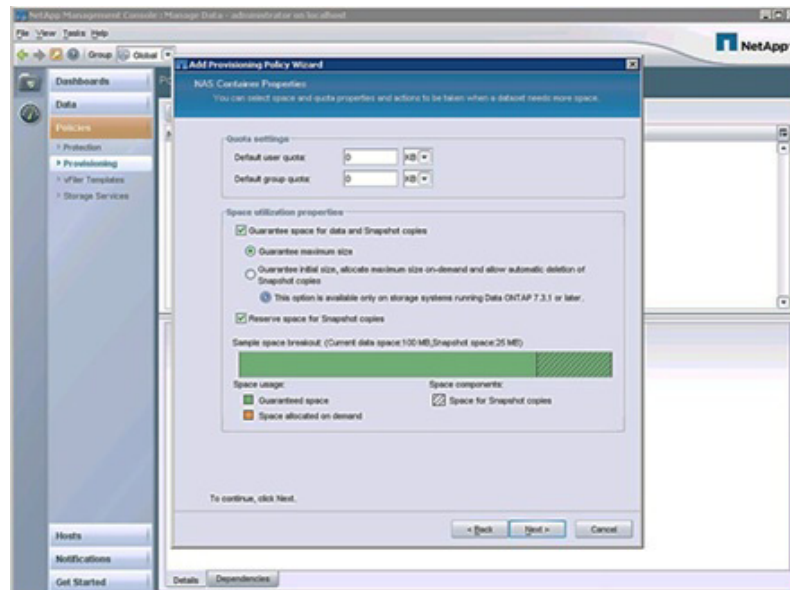 NetApp Management Console : Manage Data - administrator on localhost
File View Tasks Help
Group Global
NetApp
Dashboards
Data
Policies
Protection
Provisioning
vFiler Templates
Storage Services
Add Provisioning Policy Wizard
NAS Container Properties
You can select space and quota properties and actions to be taken when a dataset needs more space.
Quota settings
Default user quota: 0 KB
Default group quota: 0 KB
Space utilization properties
Guarantee space for data and Snapshot copies
Guarantee maximum size
Guarantee initial size, allocate maximum size on-demand and allow automatic deletion of
Snapshot copies
This option is available only on storage systems running Data ONTAP 7.3.1 or later.
Reserve space for Snapshot copies
Sample space breakout: (Current data space:100 MB,Snapshot space:25 MB)
Space usage: Space components:
Guaranteed space Space for Snapshot copies
Space allocated on demand
To continue, click Next.
< Back Next > Cancel
Hosts
Notifications
Get Started
Details Dependencies